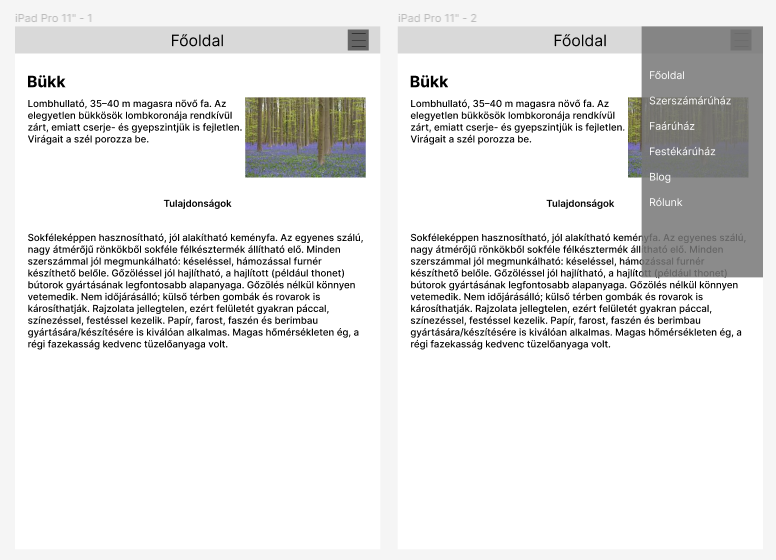 iPad Pro 11" - 1
Főoldal
Bükk
Lombhullató, 35–40 m magasra növő fa. Az
elegyetlen bükkösök lombkoronája rendkívül
zárt, emiatt cserje- és gyepszintjük is fejletlen.
Virágait a szél porozza be.
Tulajdonságok
Sokféleképpen hasznosítható, jól alakítható keményfa. Az egyenes szálú,
nagy átmérőjű rönkökből sokféle félkésztermék állítható elő. Minden
szerszámmal jól megmunkálható: késeléssel, hámozással furnér
készíthető belőle. Gőzöléssel jól hajlítható, a hajlított (például thonet)
bútorok gyártásának legfontosabb alapanyaga. Gőzölés nélkül könnyen
vetemedik. Nem időjárásálló; külső térben gombák és rovarok is
károsíthatják. Rajzolata jellegtelen, ezért felületét gyakran páccal,
színezéssel, festéssel kezelik. Papír, farost, faszén és berimbau
gyártására/készítésére is kiválóan alkalmas. Magas hőmérsékleten ég, a
régi fazekasság kedvenc tüzelőanyaga volt.
iPad Pro 11" - 2
Főoldal
Bükk
Lombhullató, 35–40 m magasra növő fa. Az
elegyetlen bükkösök lombkoronája rendkívül
zárt, emiatt cserje- és gyepszintjük is fejletlen.
Virágait a szél porozza be.
Főoldal
Szerszámárúház
Faárúház
Festékárúház
Blog
Rólunk
Tulajdonságok
Sokféleképpen hasznosítható, jól alakítható keményfa. Az egyenes szálú,
nagy átmérőjű rönkökből sokféle félkésztermék állítható elő. Minden
szerszámmal jól megmunkálható: késeléssel, hámozással furnér
készíthető belőle. Gőzöléssel jól hajlítható, a hajlított (például thonet)
bútorok gyártásának legfontosabb alapanyaga. Gőzölés nélkül könnyen
vetemedik. Nem időjárásálló; külső térben gombák és rovarok is
károsíthatják. Rajzolata jellegtelen, ezért felületét gyakran páccal,
színezéssel, festéssel kezelik. Papír, farost, faszén és berimbau
gyártására/készítésére is kiválóan alkalmas. Magas hőmérsékleten ég, a
régi fazekasság kedvenc tüzelőanyaga volt.